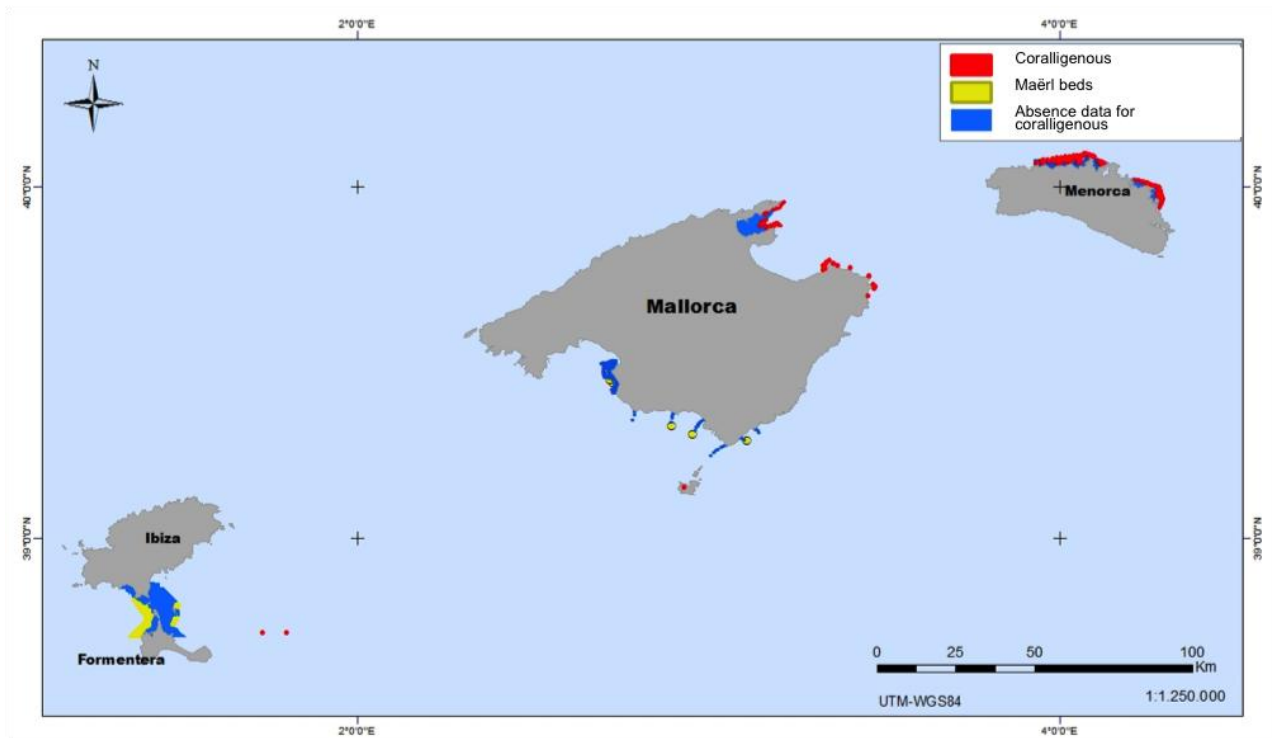 2°0'0"E
4°0'0"E
N
Coralligenous
Maërl beds
Absence data for
coralligenous
40°0'0"N
40°0'0"N
Menorca
Mallorca
39°0'0"N
Ibiza
39°0'0"N
Formentera
0 25 50 100
Km
UTM-WGS84
1:1.250.000
2°0'0"E
4°0'0"E